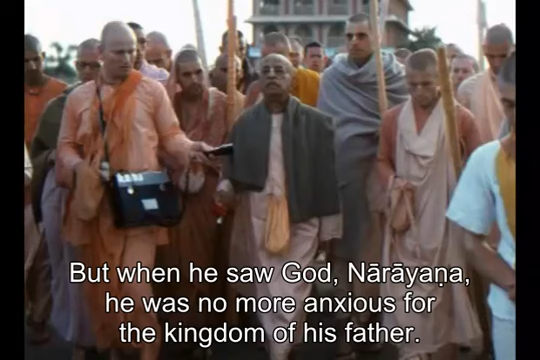 But when he saw God, Nārāyaṇa,
he was no more anxious for
the kingdom of his father.